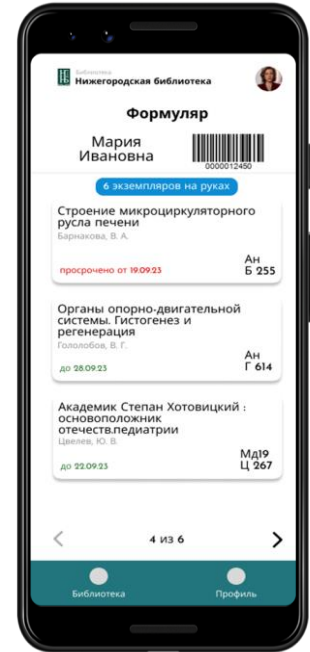 Библиотека
Нижегородская библиотека
Формуляр
Мария
Ивановна
0000012450
6 экземпляров на руках
Строение микроциркуляторного
русла печени
Барнакова, В. А.
просрочено от 19.09.23
Ан
Б 255
Органы опорно-двигательной
системы. Гистогенез и
регенерация
Гололобов, В. Г.
до 28.09.23
Ан
Г 614
Академик Степан Хотовицкий :
основоположник
отечеств.педиатрии
Цвелев, Ю. В
до 22.09.23
Мд19
Ц 267
4 из 6
Библиотека
Профиль